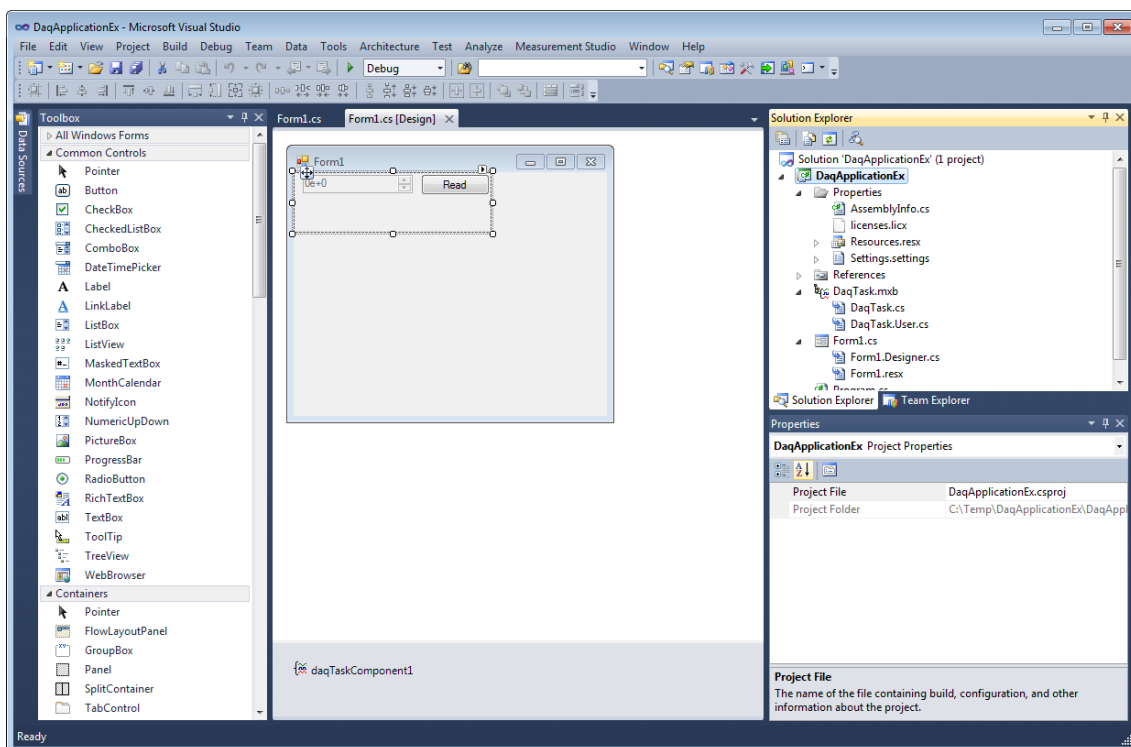 DaqApplicationEx - Microsoft Visual Studio
File Edit View Project Build Debug Team Data Tools Architecture Test Analyze Measurement Studio Window Help
Debug
Data Sources
Toolbox
All Windows Forms
Common Controls
Pointer
Button
CheckBox
CheckedListBox
ComboBox
DateTimePicker
Label
LinkLabel
ListBox
ListView
MaskedTextBox
MonthCalendar
NotifyIcon
NumericUpDown
PictureBox
ProgressBar
RadioButton
RichTextBox
TextBox
ToolTip
TreeView
WebBrowser
Containers
Pointer
FlowLayoutPanel
GroupBox
Panel
SplitContainer
TabControl
Form1.cs Form1.cs [Design]
Form1
0e+0 Read
daqTaskComponent1
Solution Explorer
Solution 'DaqApplicationEx' (1 project)
DaqApplicationEx
Properties
AssemblyInfo.cs
licenses.licx
Resources.resx
Settings.settings
References
DaqTask.mxb
DaqTask.cs
DaqTask.User.cs
Form1.cs
Form1.Designer.cs
Form1.resx
Program.cs
Solution Explorer Team Explorer
Properties
DaqApplicationEx Project Properties
Project File DaqApplicationEx.csproj
Project Folder C:\Temp\DaqApplicationEx\DaqAppl
Project File
The name of the file containing build, configuration, and other
information about the project.
Ready